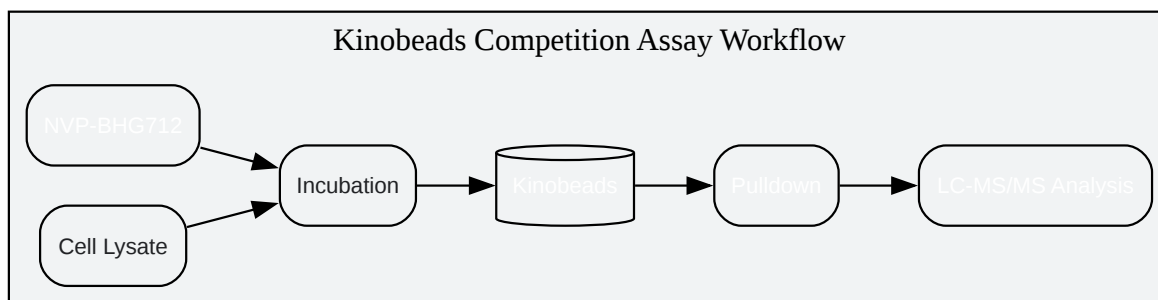 Kinobeads Competition Assay Workflow
NVP-BHG712
Cell Lysate
Incubation
Kinobeads
Pulldown
LC-MS/MS Analysis